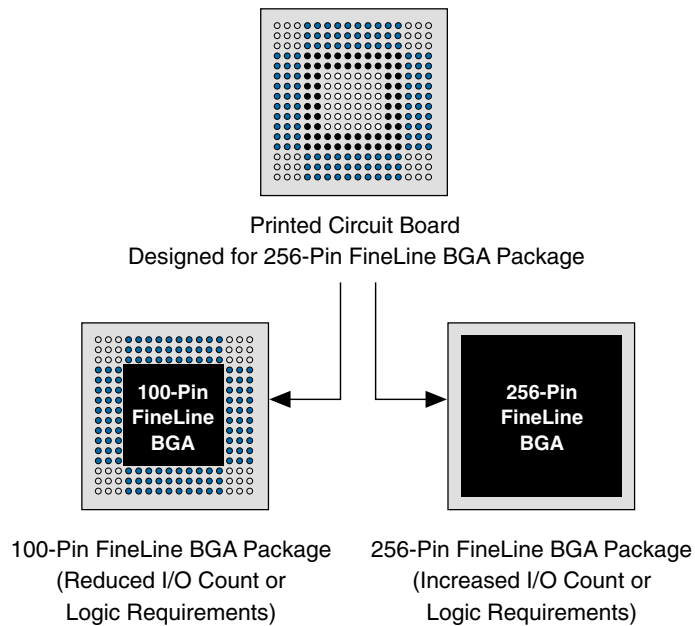 Printed Circuit Board
Designed for 256-Pin FineLine BGA Package
100-Pin
FineLine
BGA
256-Pin
FineLine
BGA
100-Pin FineLine BGA Package
(Reduced I/O Count or
Logic Requirements)
256-Pin FineLine BGA Package
(Increased I/O Count or
Logic Requirements)